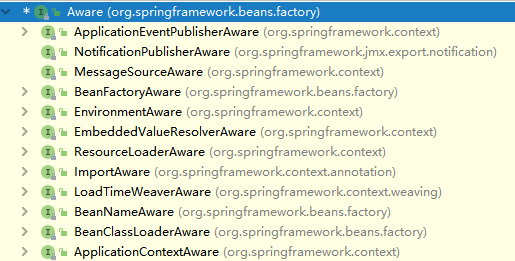 * Aware (org.springframework.beans.factory)
ApplicationEventPublisherAware (org.springframework.context)
NotificationPublisherAware (org.springframework.jmx.export.notification)
MessageSourceAware (org.springframework.context)
BeanFactoryAware (org.springframework.beans.factory)
EnvironmentAware (org.springframework.context)
EmbeddedValueResolverAware (org.springframework.context)
ResourceLoaderAware (org.springframework.context)
ImportAware (org.springframework.context.annotation)
LoadTimeWeaverAware (org.springframework.context.weaving)
BeanNameAware (org.springframework.beans.factory)
BeanClassLoaderAware (org.springframework.beans.factory)
ApplicationContextAware (org.springframework.context)